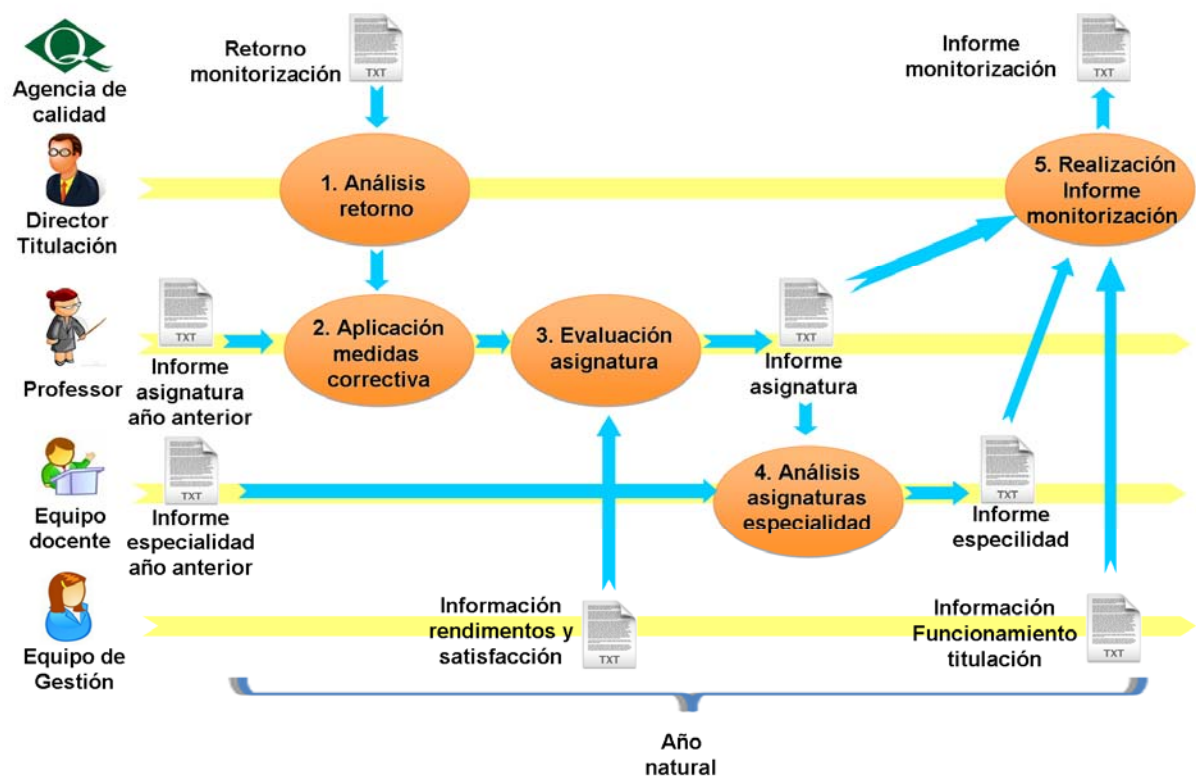 Q
Agencia de
calidad
Retorno
monitorización
TXT
Informe
monitorización
TXT
Director
Titulación
1. Análisis
retorno
5. Realización
Informe
monitorización
Professor
TXT
Informe
asignatura
año anterior
2. Aplicación
medidas
correctiva
3. Evaluación
asignatura
TXT
Informe
asignatura
Equipo
docente
TXT
Informe
especialidad
año anterior
4. Análisis
asignaturas
especialidad
TXT
Informe
especilidad
Equipo de
Gestión
Información
rendimentos y
satisfacción
TXT
Información
Funcionamiento
titulación
TXT
Año
natural